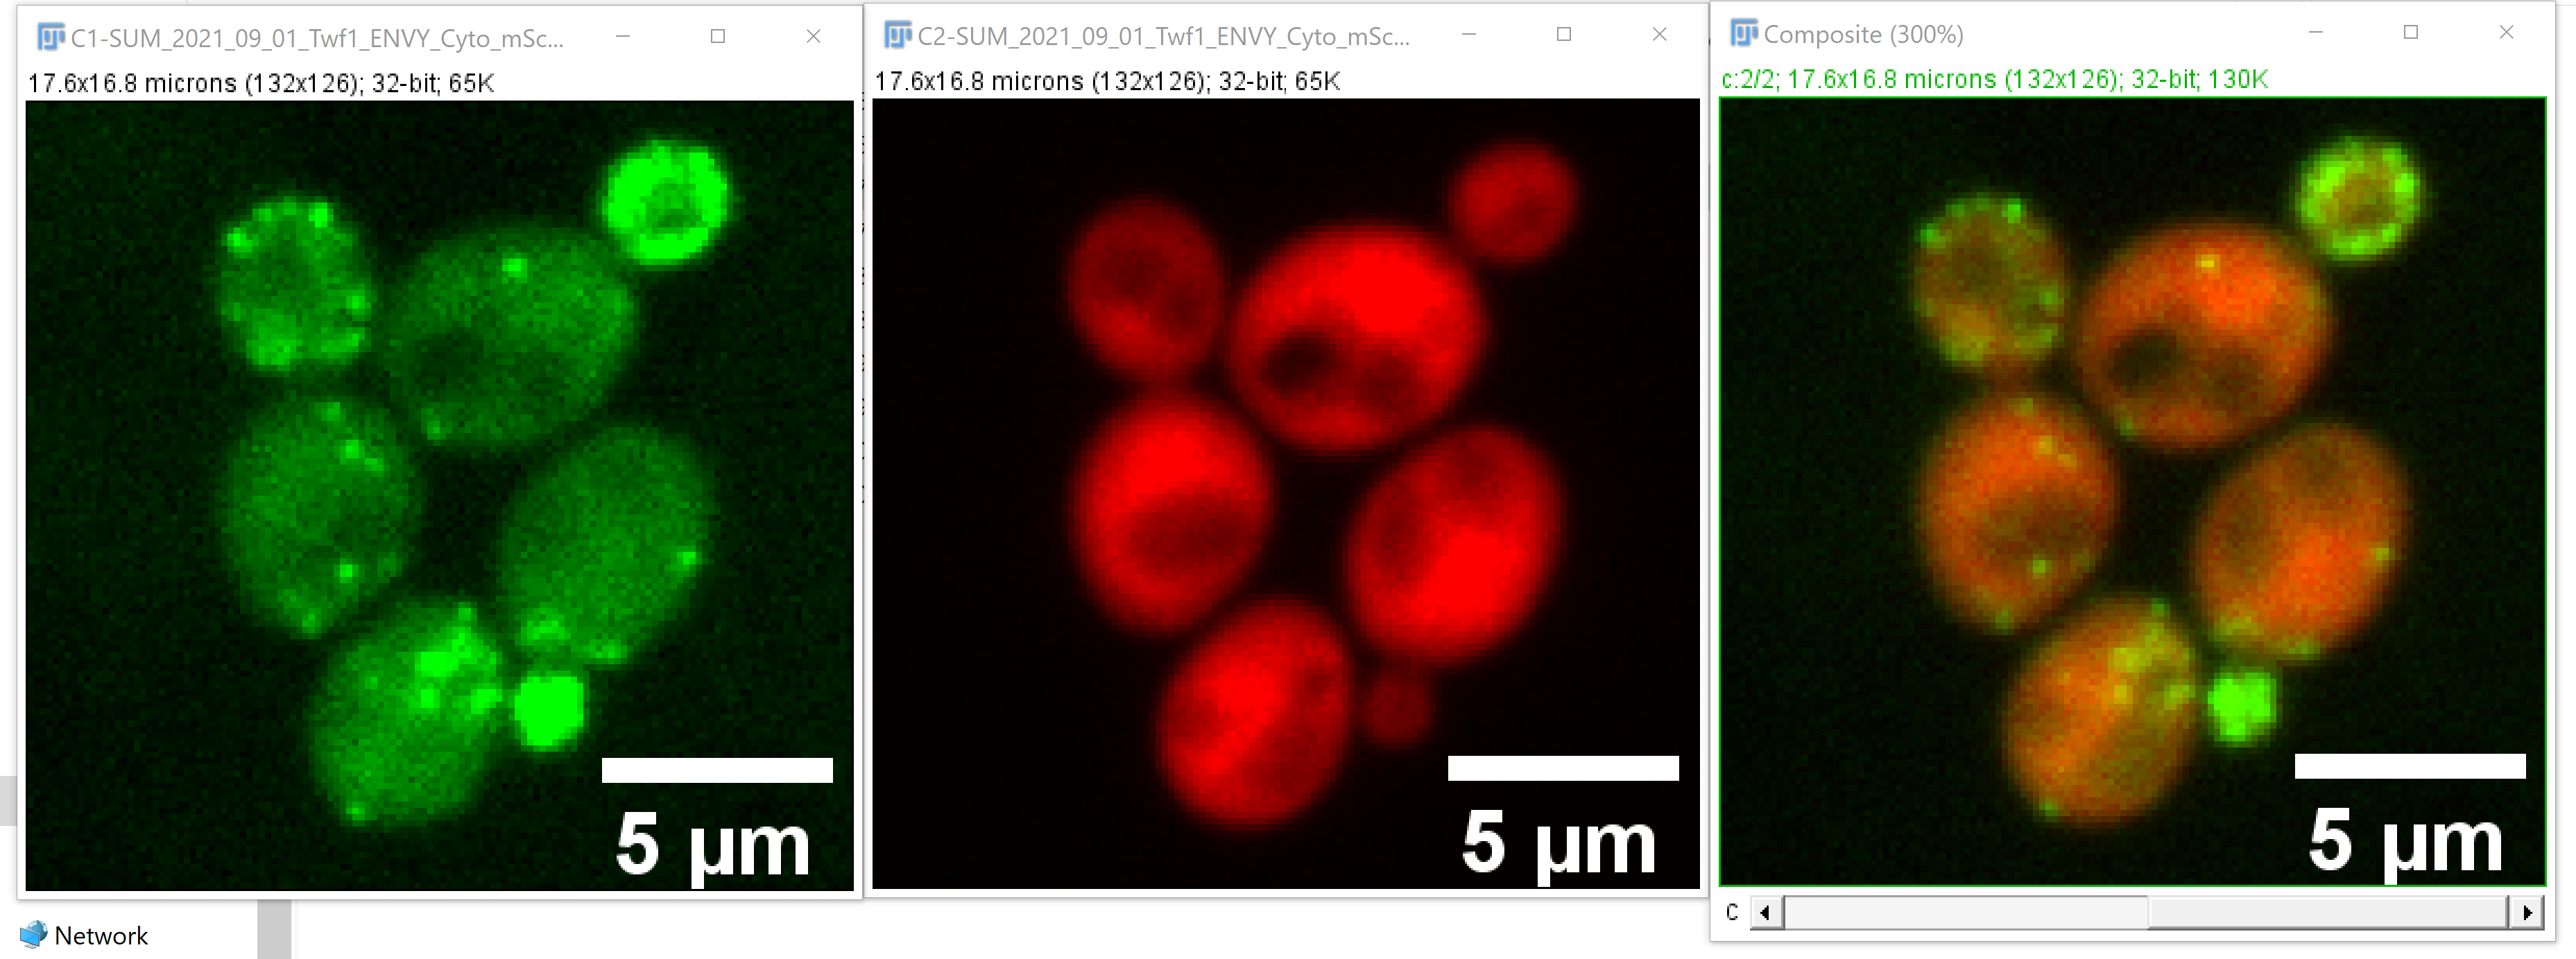 C1-SUM_2021_09_01_Twf1_ENVY_Cyto_mSc...
17.6x16.8 microns (132x126); 32-bit; 65K
5 µm
C2-SUM_2021_09_01_Twf1_ENVY_Cyto_mSc...
17.6x16.8 microns (132x126); 32-bit; 65K
5 µm
Composite (300%)
c:2/2; 17.6x16.8 microns (132x126); 32-bit; 130K
5 µm
C
Network